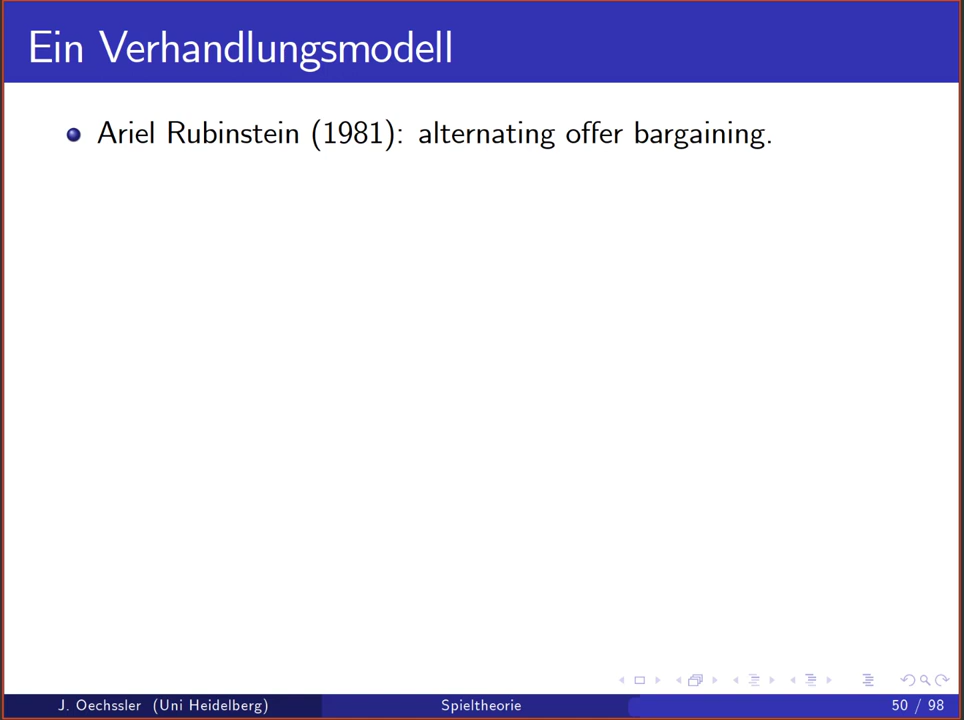 Ein Verhandlungsmodell
Ariel Rubinstein (1981): alternating offer bargaining.
J. Oechssler (Uni Heidelberg)
Spieltheorie
50 / 98